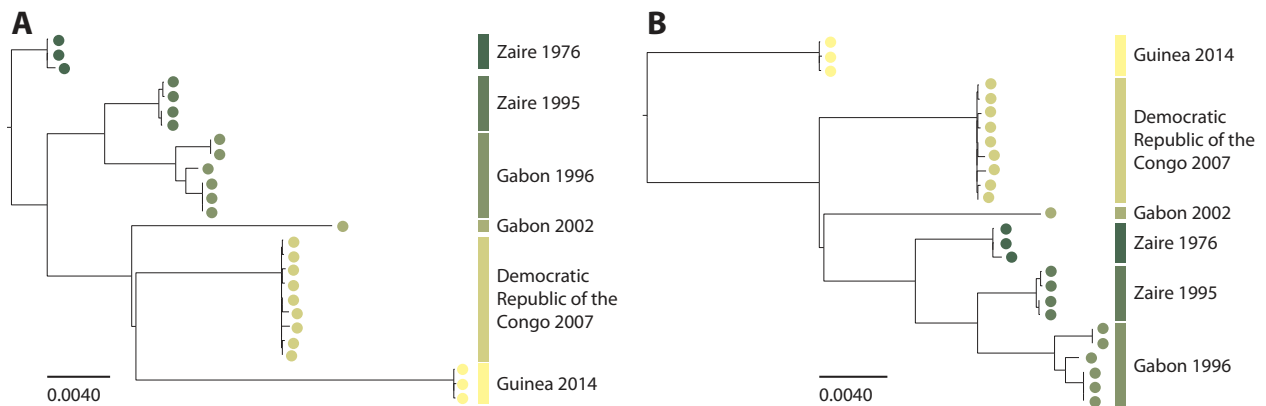 A
Zaire 1976
Zaire 1995
Gabon 1996
Gabon 2002
Democratic
Republic of the
Congo 2007
Guinea 2014
0.0040
B
Guinea 2014
Democratic
Republic of the
Congo 2007
Gabon 2002
Zaire 1976
Zaire 1995
Gabon 1996
0.0040